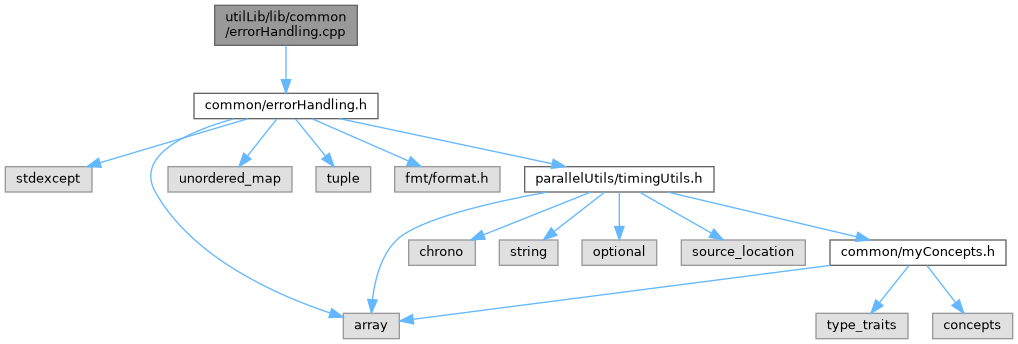 utilLib/lib/common
/errorHandling.cpp
common/errorHandling.h
stdexcept
unordered_map
tuple
fmt/format.h
parallelUtils/timingUtils.h
chrono
string
optional
source_location
common/myConcepts.h
array
type_traits
concepts